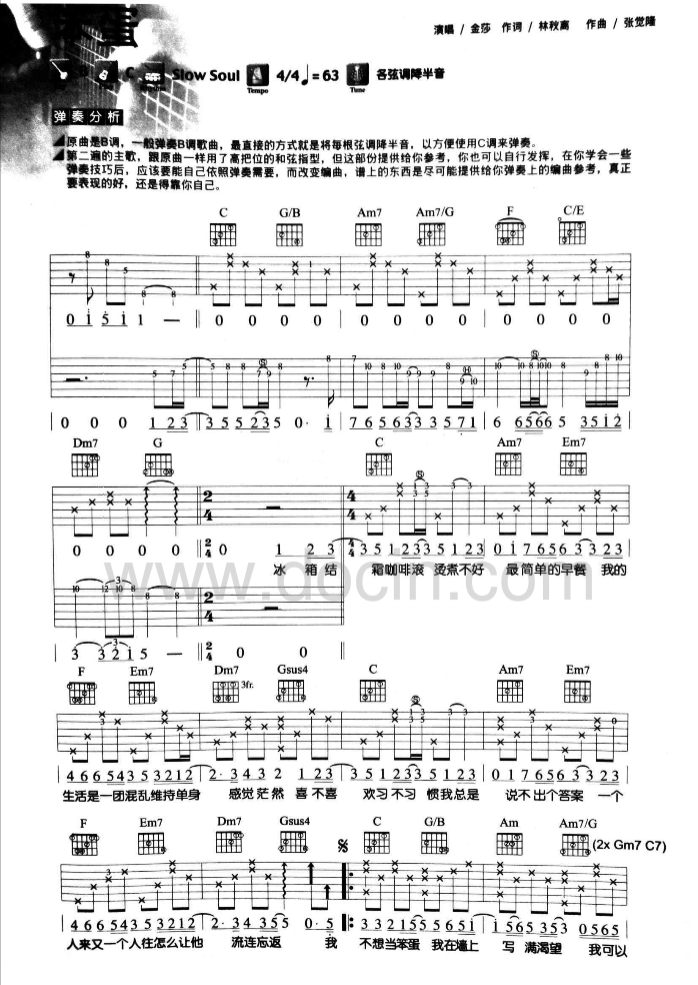 蛋
演唱 / 金莎 作词 / 林秋离 作曲 / 张觉隆
C Slow Soul Tempo 4/4 ♩= 63 Tune 各弦调降半音
弹奏分析
原曲是B调，一般弹奏B调歌曲，最直接的方式就是将每根弦调降半音，以方便使用C调来弹奏。
第二遍的主歌，跟原曲一样用了高把位的和弦指型，但这部份提供给你参考，你也可以自行发挥，在你学会一些
弹奏技巧后，应该要能自己依照弹奏需要，而改变编曲，谱上的东西是尽可能提供给你弹奏上的编曲参考，真正
要表现的好，还是得靠你自己。
C G/B Am7 Am7/G F C/E
0 1 5 1 1 — 0 0 0 0 0 0 0 0 0 0 0 0
0 0 0 1 2 3 3 5 5 2 3 5 0· 1 7 6 5 6 3 3 5 7 1 6 6 5 6 6 5 3 5 1 2
Dm7 G C Am7 Em7
0 0 0 0 2/4 0 1 2 3 4/4 3 5 1 2 3 3 5 1 2 3 0 1 7 6 5 6 3 3 2 3
冰箱结 霜咖啡滚 烫煮不好 最简单的早餐 我的
www.docin.com
3 3 2 1 5 — 2/4 0 0
F Em7 Dm7 3fr. Gsus4 C Am7 Em7
4 6 6 5 4 3 5 3 2 1 2 2· 3 4 3 2 1 2 3 3 5 1 2 3 3 5 1 2 3 0 1 7 6 5 6 3 3 2 3
生活是一团混乱维持单身 感觉茫然 喜不喜 欢习不习 惯我总是 说不出个答案 一个
F Em7 Dm7 Gsus4 C G/B Am Am7/G (2x Gm7 C7)
4 6 6 5 4 6 5 3 5 3 2 1 2 2· 3 4 3 5 5 0· 5 3 3 2 1 5 5 5 5 6 5 3 1 5 6 5 3 5 3 0 5 6 5
人来又一个人住怎么让他 流连忘返 我 不想当笨蛋 我在墙上 写 满渴望 我可以